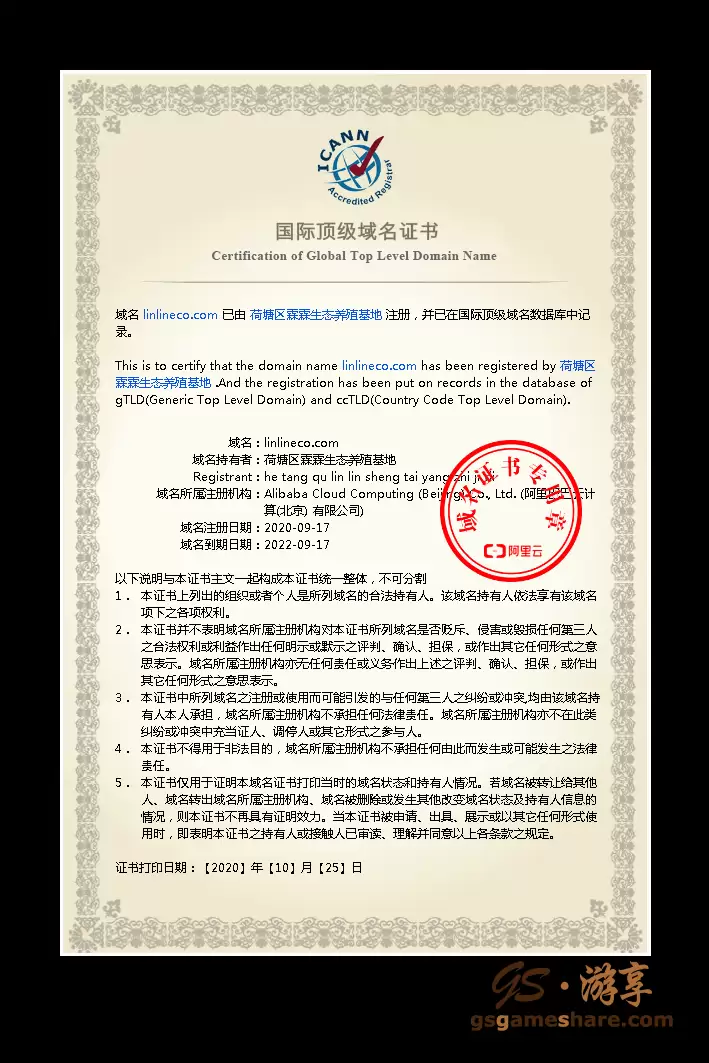 ICANN
Accredited Registrar
国际顶级域名证书
Certification of Global Top Level Domain Name
域名 linlineco.com 已由 荷塘区霖霖生态养殖基地 注册，并已在国际顶级域名数据库中记
录。
This is to certify that the domain name linlineco.com has been registered by 荷塘区
霖霖生态养殖基地 .And the registration has been put on records in the database of
gTLD(Generic Top Level Domain) and ccTLD(Country Code Top Level Domain).
域名：linlineco.com
域名持有者：荷塘区霖霖生态养殖基地
Registrant：he tang qu lin lin sheng tai yang zhi ji di
域名所属注册机构：Alibaba Cloud Computing (Beijing) Co., Ltd. (阿里巴巴云计
算(北京) 有限公司)
域名注册日期：2020-09-17
域名到期日期：2022-09-17
域名证书专用章
阿里云
以下说明与本证书主文一起构成本证书统一整体，不可分割
1． 本证书上列出的组织或者个人是所列域名的合法持有人。该域名持有人依法享有该域名
项下之各项权利。
2． 本证书并不表明域名所属注册机构对本证书所列域名是否贬斥、侵害或毁损任何第三人
之合法权利或利益作出任何明示或默示之评判、确认、担保，或作出其它任何形式之意
思表示。域名所属注册机构亦无任何责任或义务作出上述之评判、确认、担保，或作出
其它任何形式之意思表示。
3． 本证书中所列域名之注册或使用而可能引发的与任何第三人之纠纷或冲突,均由该域名持
有人本人承担，域名所属注册机构不承担任何法律责任。域名所属注册机构亦不在此类
纠纷或冲突中充当证人、调停人或其它形式之参与人。
4． 本证书不得用于非法目的，域名所属注册机构不承担任何由此而发生或可能发生之法律
责任。
5． 本证书仅用于证明本域名证书打印当时的域名状态和持有人情况。若域名被转让给其他
人、域名转出域名所属注册机构、域名被删除或发生其他改变域名状态及持有人信息的
情况，则本证书不再具有证明效力。当本证书被申请、出具、展示或以其它任何形式使
用时，即表明本证书之持有人或接触人已审读、理解并同意以上各条款之规定。
证书打印日期：【2020】年【10】月【25】日
GS·游享
gsgameshare.com